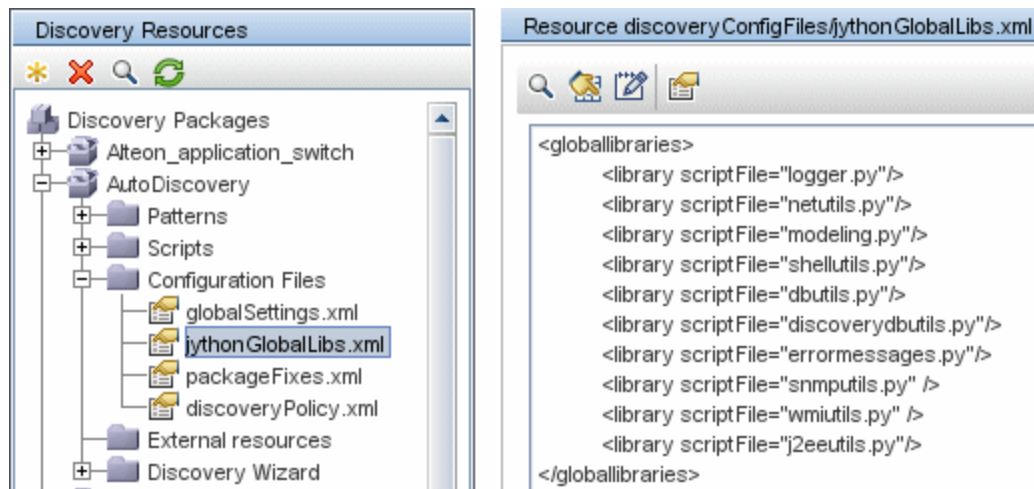 Discovery Resources
Discovery Packages
Alteon_application_switch
AutoDiscovery
Patterns
Scripts
Configuration Files
globalSettings.xml
jythonGlobalLibs.xml
packageFixes.xml
discoveryPolicy.xml
External resources
Discovery Wizard
Resource discoveryConfigFiles/jythonGlobalLibs.xml
<globallibraries>
<library scriptFile="logger.py"/>
<library scriptFile="netutils.py"/>
<library scriptFile="modeling.py"/>
<library scriptFile="shellutils.py"/>
<library scriptFile="dbutils.py"/>
<library scriptFile="discoverydbutils.py"/>
<library scriptFile="errormessages.py"/>
<library scriptFile="snmputils.py" />
<library scriptFile="wmiutils.py" />
<library scriptFile="j2eeutils.py"/>
</globallibraries>